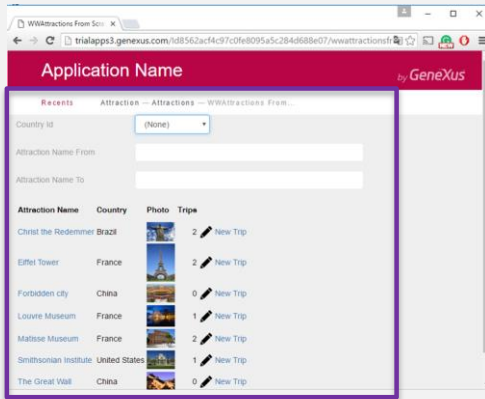 WWAttractions From Scr
trialapps3.genexus.com/Id8562acf4c97c0fe8095a5c284d688e07/wwattractionsfr
Application Name
by GeneXus
Recents Attraction — Attractions — WWAttractions From...
Country Id (None)
Attraction Name From
Attraction Name To
Attraction Name Country Photo Trips
Christ the Redemmer Brazil 2 New Trip
Eiffel Tower France 2 New Trip
Forbidden city China 0 New Trip
Louvre Museum France 1 New Trip
Matisse Museum France 2 New Trip
Smithsonian Institute United States 1 New Trip
The Great Wall China 0 New Trip